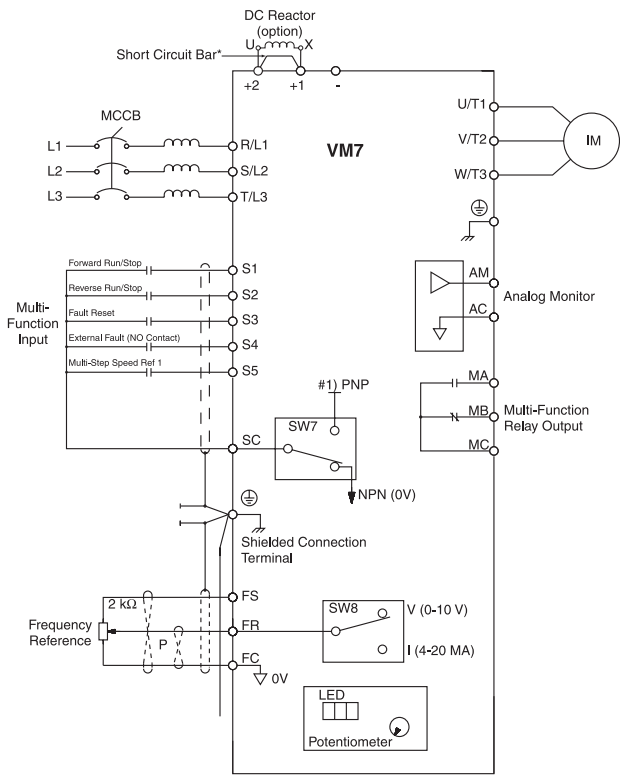 DC Reactor
(option)
U X
Short Circuit Bar*
+2 +1 -
MCCB
L1
L2
L3
R/L1
S/L2
T/L3
VM7
U/T1
V/T2
W/T3
IM
Multi-
Function
Input
Forward Run/Stop
Reverse Run/Stop
Fault Reset
External Fault (NO Contact)
Multi-Step Speed Ref 1
S1
S2
S3
S4
S5
SC
AM
AC
Analog Monitor
MA
MB
MC
Multi-Function
Relay Output
#1) PNP
SW7
NPN (0V)
Shielded Connection
Terminal
Frequency
Reference
2 kΩ
P
FS
FR
FC
0V
SW8
V (0-10 V)
I (4-20 MA)
LED
Potentiometer